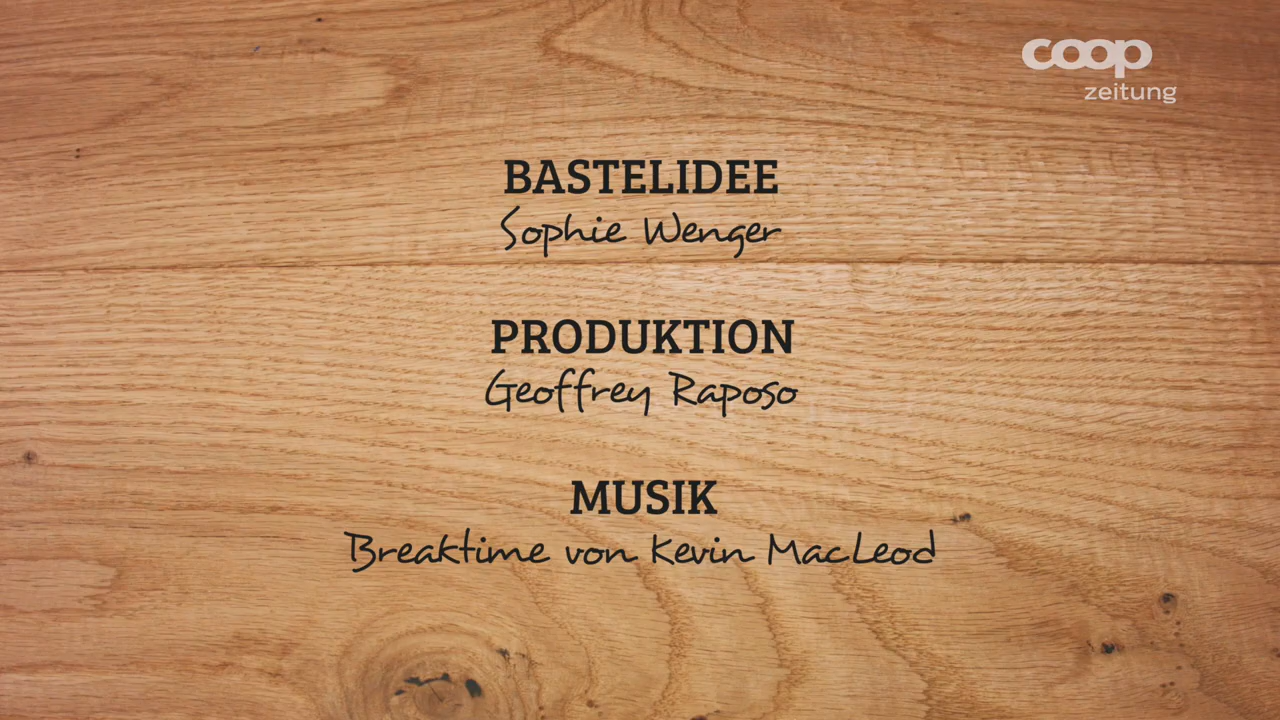 coop
zeitung
BASTELIDEE
Sophie Wenger
PRODUKTION
Geoffrey Raposo
MUSIK
Breaktime von Kevin MacLeod